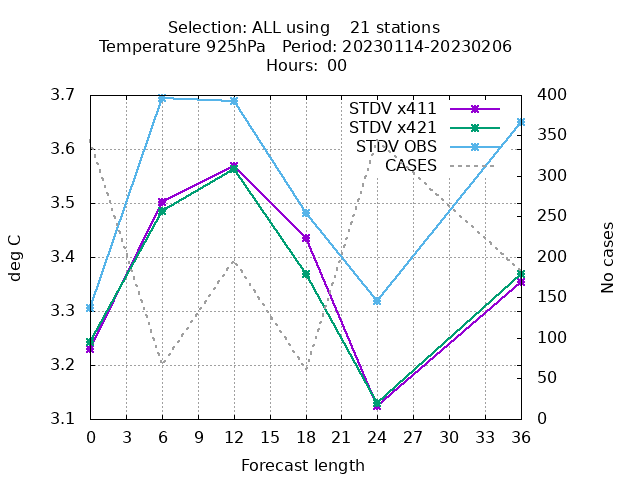 Selection: ALL using    21 stations
Temperature 925hPa   Period: 20230114-20230206
Hours: 00
3.7
3.6
3.5
3.4
3.3
3.2
3.1
deg C
STDV x411
STDV x421
STDV OBS
CASES
400
350
300
250
200
150
100
50
0
No cases
0 3 6 9 12 15 18 21 24 27 30 33 36
Forecast length